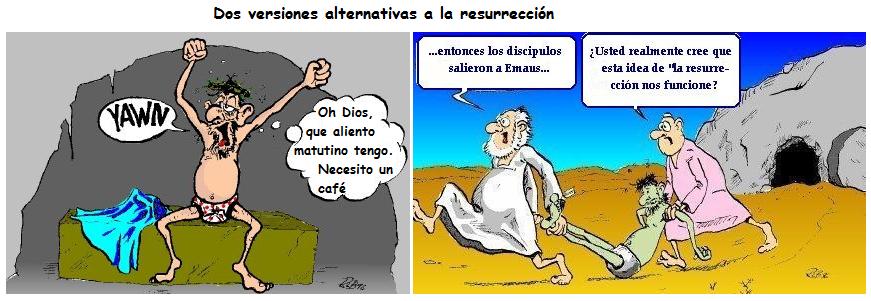 Dos versiones alternativas a la resurrección
YAWN
Oh Dios,
que aliento
matutino tengo.
Necesito un
café
...entonces los discipulos
salieron a Emaus...
¿Usted realmente cree que
esta idea de "la resurre-
cción nos funcione?